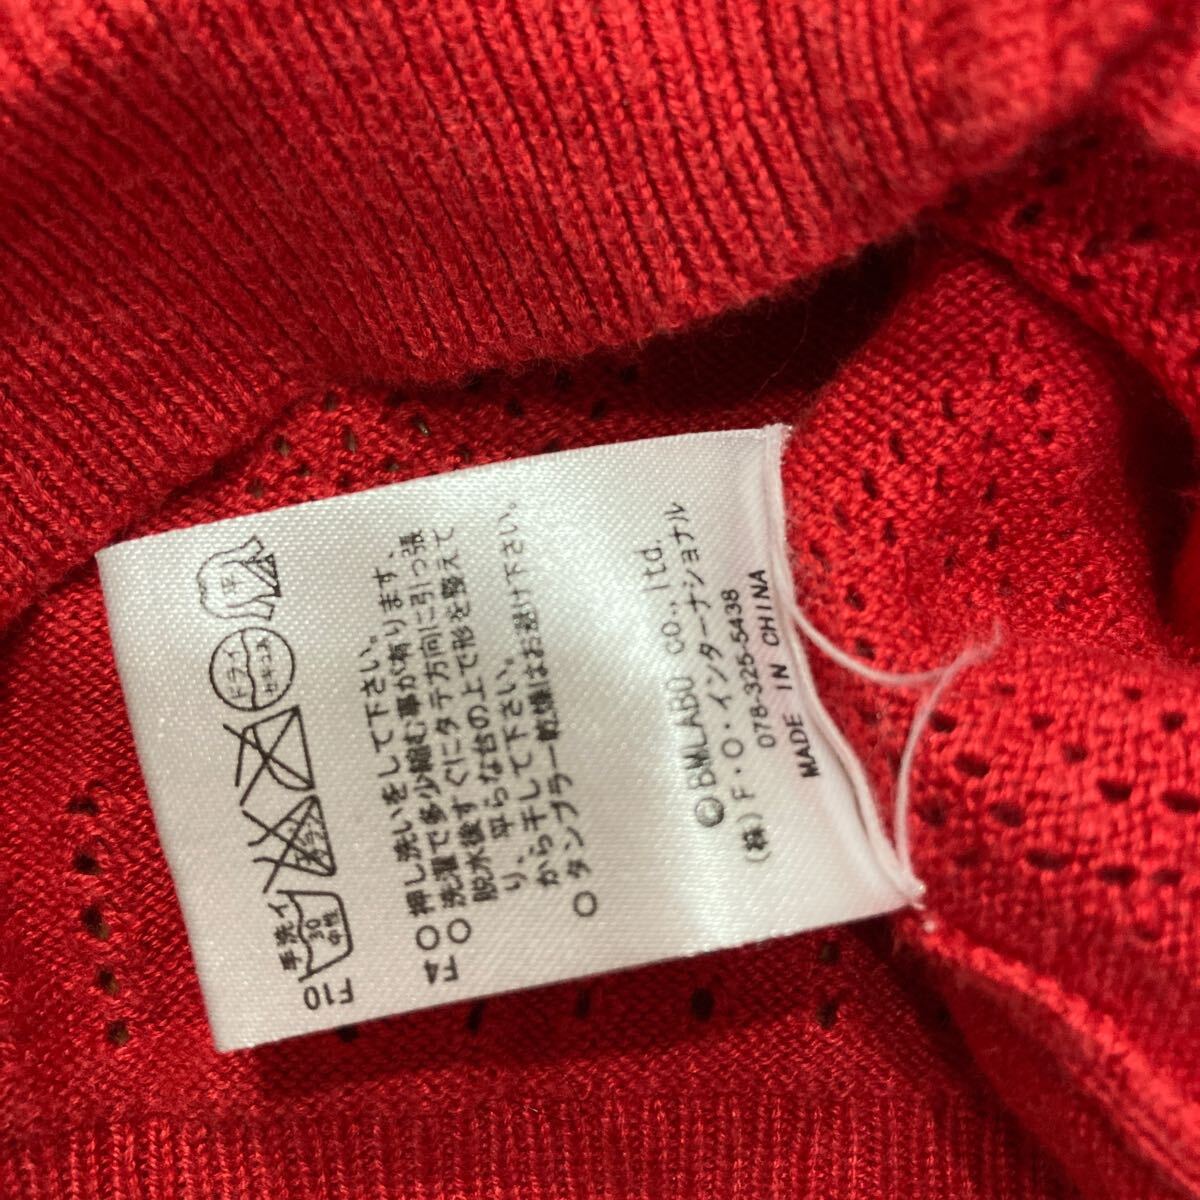 手洗イ
30
中性
エンソ
ドライ
セキユ系
平
F10
F4
○押し洗いをして下さい。
○洗濯で多少縮む事が有ります。
脱水後すぐにタテ方向に引っ張
り、平らな台の上で形を整えて
から干して下さい。
○タンブラー乾燥はお避け下さい。
©BMLABO co.,ltd.
(株)F・O・インターナショナル
078-325-5438
MADE IN CHINA